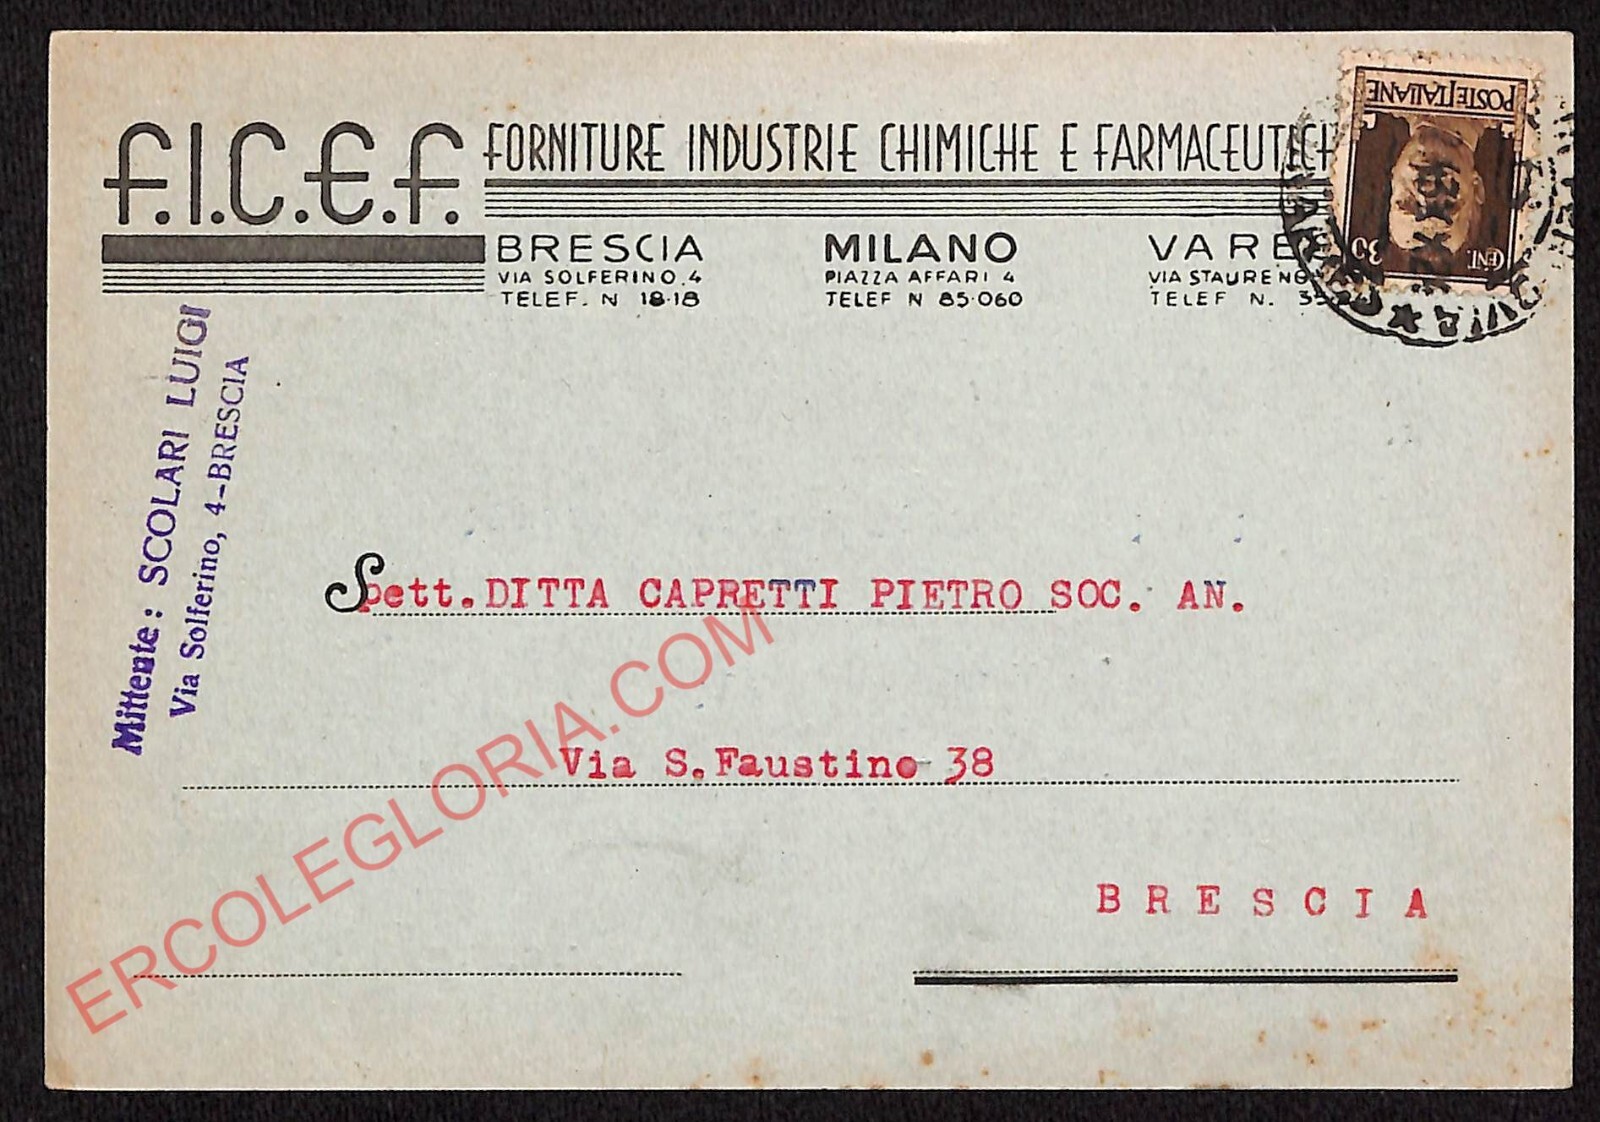 F.I.C.E.F. FORNITURE INDUSTRIE CHIMICHE E FARMACEUTICH
BRESCIA
VIA SOLFERINO, 4
TELEF. N 18-18
MILANO
PIAZZA AFFARI 4
TELEF N 85·060
VARE
VIA STAURENG
TELEF N.
POSTE ITALIANE
30
CENT.
Mittente: SCOLARI LUIGI
Via Solferino, 4-BRESCIA
Spett. DITTA CAPRETTI PIETRO SOC. AN.
Via S. Faustino 38
BRESCIA
ERCOLEGLORIA.COM